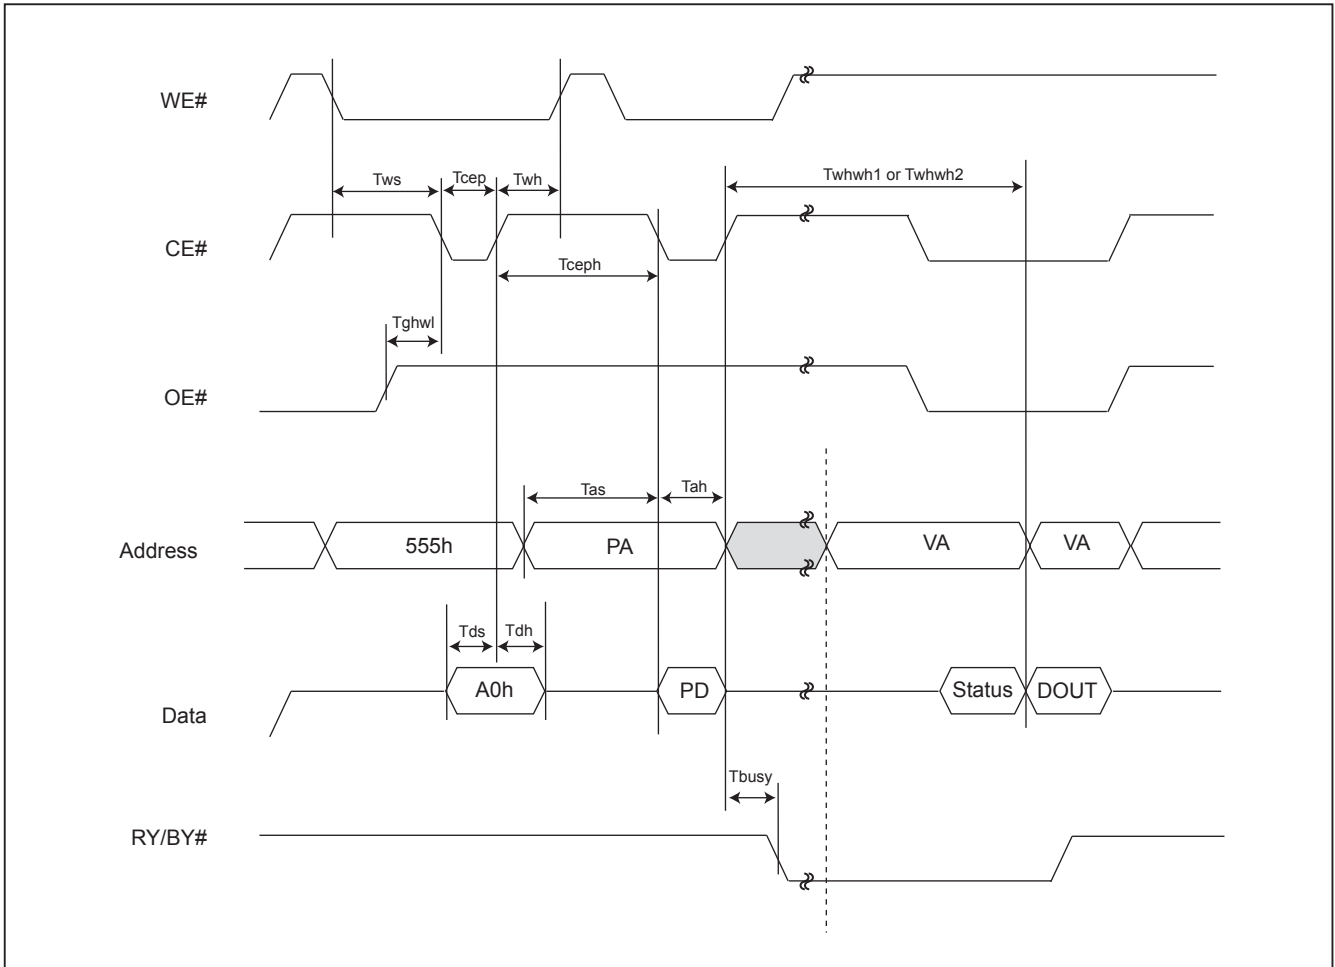 WE#
Tws
Tcep
Twh
Twhwh1 or Twhwh2
CE#
Tceph
Tghwl
OE#
Tas
Tah
Address
555h
PA
VA
VA
Tds
Tdh
Data
A0h
PD
Status
DOUT
Tbusy
RY/BY#